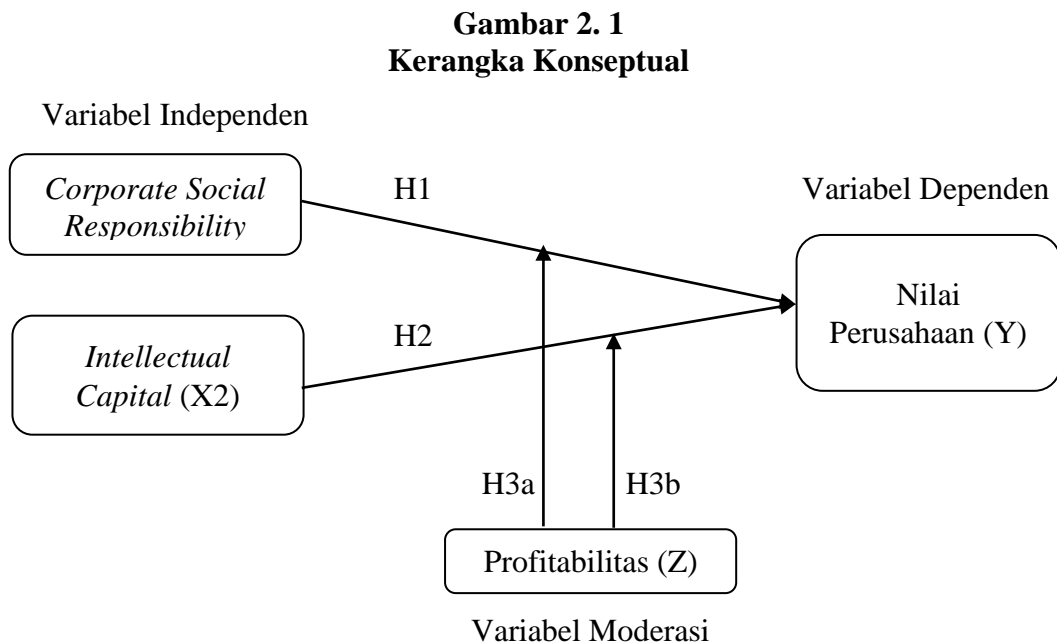 Gambar 2. 1
Kerangka Konseptual
Variabel Independen
Corporate Social
Responsibility
H1
Variabel Dependen
Nilai
Perusahaan (Y)
H2
Intellectual
Capital (X2)
H3a
H3b
Profitabilitas (Z)
Variabel Moderasi